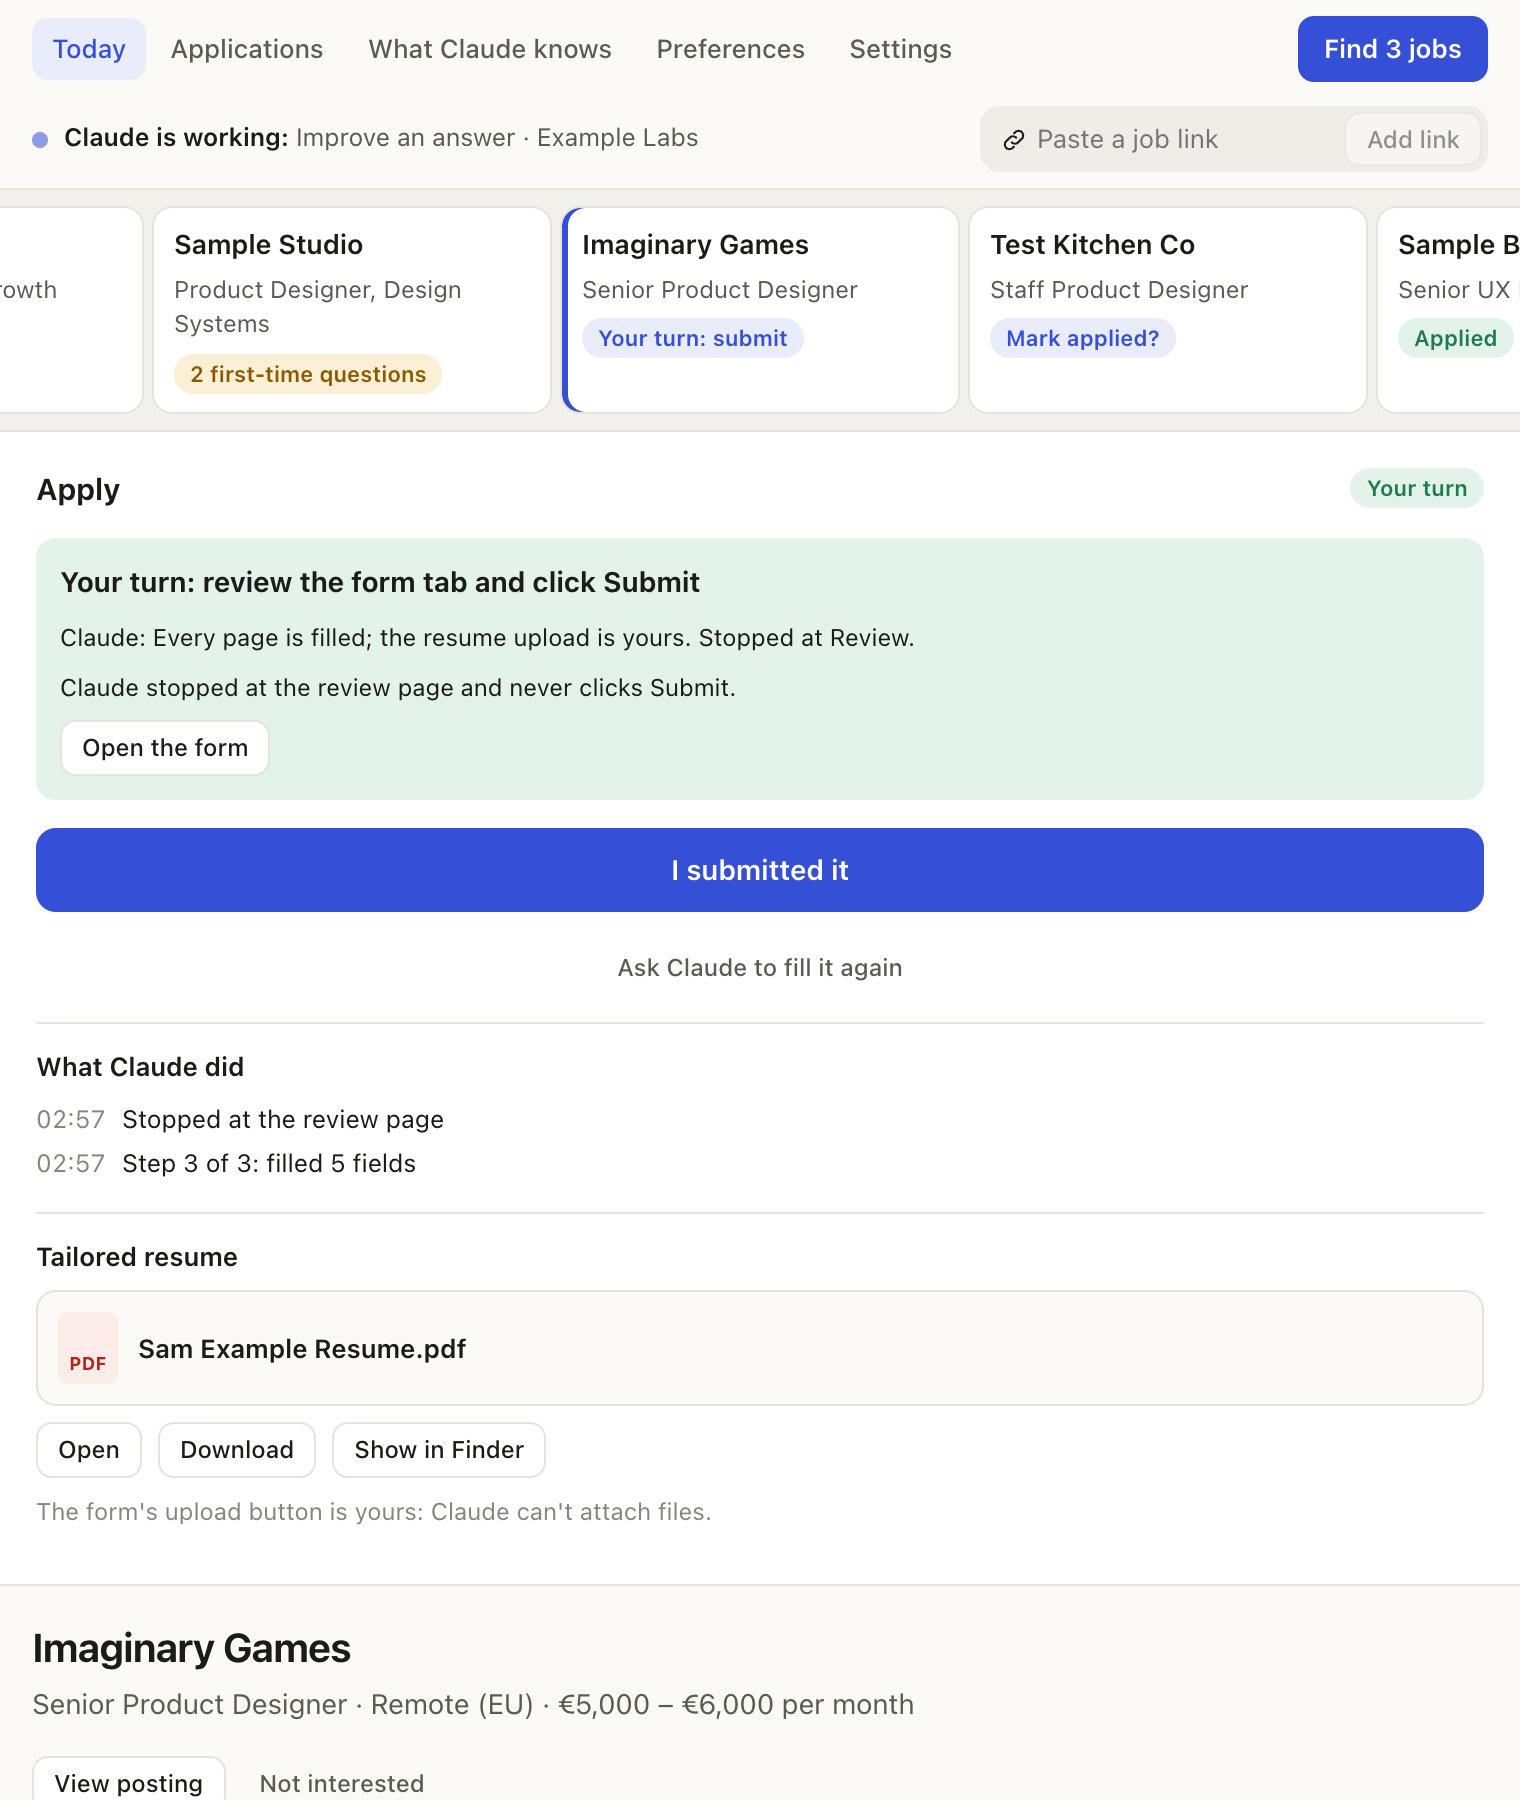 Today
Applications
What Claude knows
Preferences
Settings
Find 3 jobs
Claude is working: Improve an answer · Example Labs
Paste a job link
Add link
rowth
Sample Studio
Product Designer, Design
Systems
2 first-time questions
Imaginary Games
Senior Product Designer
Your turn: submit
Test Kitchen Co
Staff Product Designer
Mark applied?
Sample B
Senior UX
Applied
Apply
Your turn
Your turn: review the form tab and click Submit
Claude: Every page is filled; the resume upload is yours. Stopped at Review.
Claude stopped at the review page and never clicks Submit.
Open the form
I submitted it
Ask Claude to fill it again
What Claude did
02:57 Stopped at the review page
02:57 Step 3 of 3: filled 5 fields
Tailored resume
PDF
Sam Example Resume.pdf
Open
Download
Show in Finder
The form's upload button is yours: Claude can't attach files.
Imaginary Games
Senior Product Designer · Remote (EU) · €5,000 – €6,000 per month
View posting
Not interested